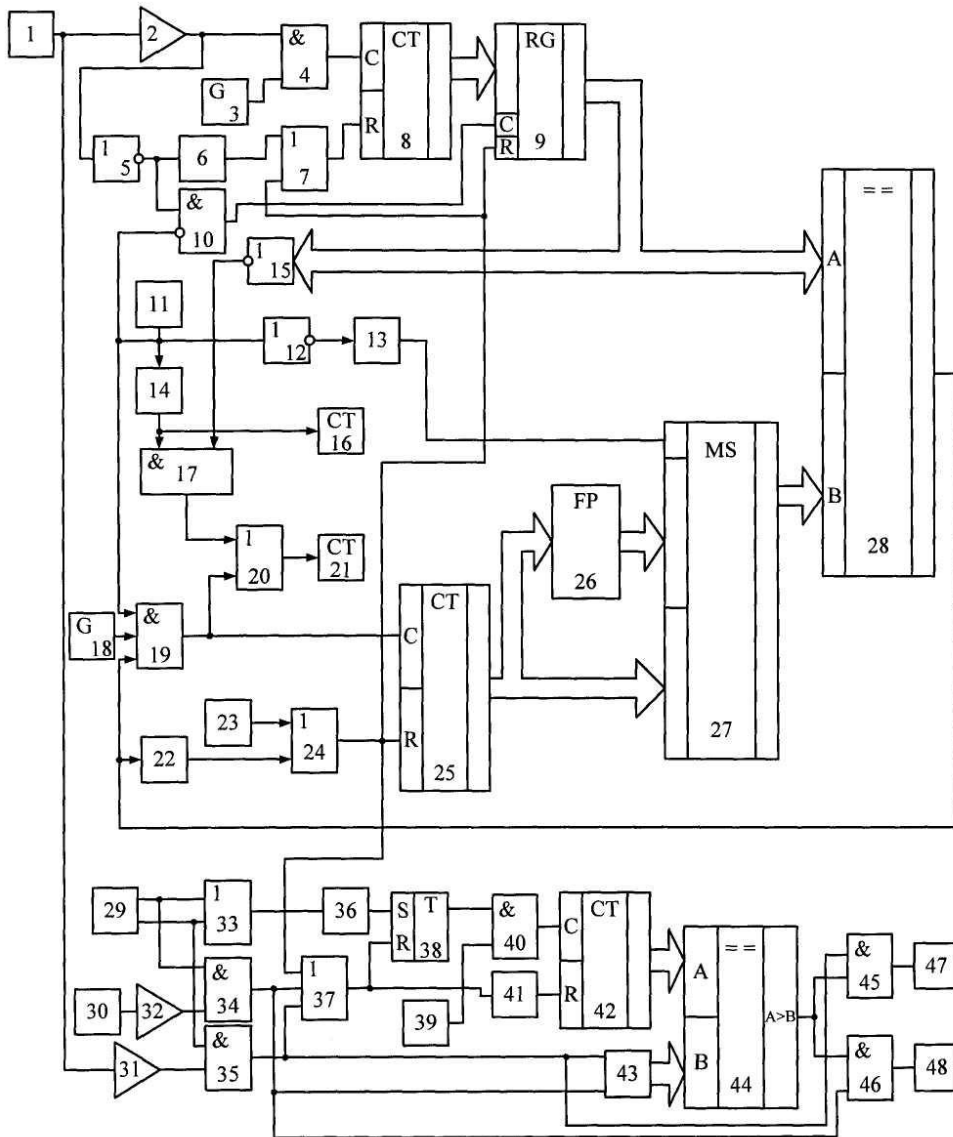 1
2
&
4
G
3
C
CT
R
8
RG
C
R
9
1
5
6
1
7
&
10
1
15
11
1
12
13
14
CT
16
& 17
1
20
CT
21
G
18
&
19
23
22
1
24
C
CT
R
25
FP
26
MS
27
= =
A
B
28
29
1
33
36
S T
R 38
&
40
C
CT
R
42
30
32
&
34
1
37
39
41
31
&
35
43
A
= =
B
A>B
44
&
45
47
&
46
48